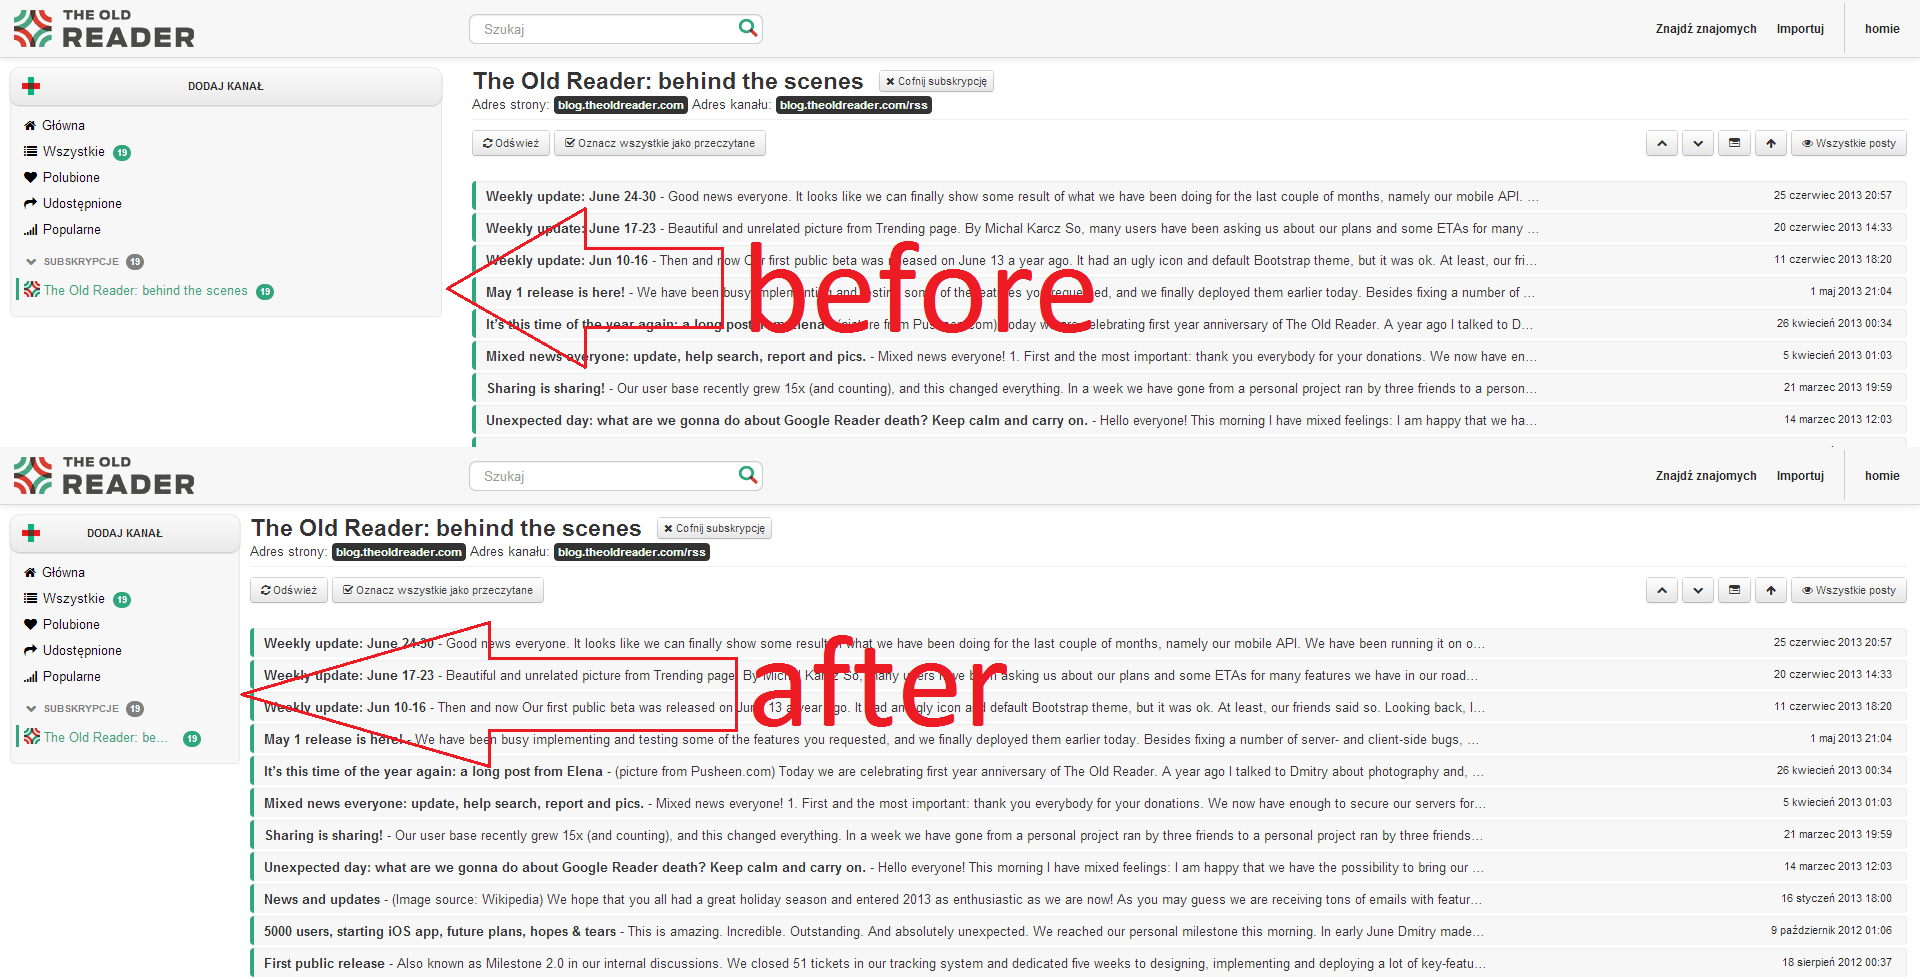 THE OLD
READER
Szukaj
Znajdź znajomych Importuj homie
DODAJ KANAŁ
Główna
Wszystkie 19
Polubione
Udostępnione
Popularne
SUBSKRYPCJE 19
The Old Reader: behind the scenes 19
The Old Reader: behind the scenes Cofnij subskrypcję
Adres strony: blog.theoldreader.com Adres kanału: blog.theoldreader.com/rss
Odśwież Oznacz wszystkie jako przeczytane Wszystkie posty
Weekly update: June 24-30 - Good news everyone. It looks like we can finally show some result of what we have been doing for the last couple of months, namely our mobile API. … 25 czerwiec 2013 20:57
Weekly update: June 17-23 - Beautiful and unrelated picture from Trending page. By Michal Karcz So, many users have been asking us about our plans and some ETAs for many … 20 czerwiec 2013 14:33
Weekly update: Jun 10-16 - Then and now Our first public beta was released on June 13 a year ago. It had an ugly icon and default Bootstrap theme, but it was ok. At least, our fri… 11 czerwiec 2013 18:20
May 1 release is here! - We have been busy implementing and testing some of the features you requested, and we finally deployed them earlier today. Besides fixing a number of … 1 maj 2013 21:04
It's this time of the year again: a long post from Elena - (picture from Pusheen.com) Today we are celebrating first year anniversary of The Old Reader. A year ago I talked to D… 26 kwiecień 2013 00:34
Mixed news everyone: update, help search, report and pics. - Mixed news everyone! 1. First and the most important: thank you everybody for your donations. We now have en… 5 kwiecień 2013 01:03
Sharing is sharing! - Our user base recently grew 15x (and counting), and this changed everything. In a week we have gone from a personal project ran by three friends to a person… 21 marzec 2013 19:59
Unexpected day: what are we gonna do about Google Reader death? Keep calm and carry on. - Hello everyone! This morning I have mixed feelings: I am happy that we ha… 14 marzec 2013 12:03
before
THE OLD
READER
Szukaj
Znajdź znajomych Importuj homie
DODAJ KANAŁ
Główna
Wszystkie 19
Polubione
Udostępnione
Popularne
SUBSKRYPCJE 19
The Old Reader: be… 19
The Old Reader: behind the scenes Cofnij subskrypcję
Adres strony: blog.theoldreader.com Adres kanału: blog.theoldreader.com/rss
Odśwież Oznacz wszystkie jako przeczytane Wszystkie posty
Weekly update: June 24-30 - Good news everyone. It looks like we can finally show some result of what we have been doing for the last couple of months, namely our mobile API. We have been running it on o… 25 czerwiec 2013 20:57
Weekly update: June 17-23 - Beautiful and unrelated picture from Trending page. By Michal Karcz So, many users have been asking us about our plans and some ETAs for many features we have in our road… 20 czerwiec 2013 14:33
Weekly update: Jun 10-16 - Then and now Our first public beta was released on June 13 a year ago. It had an ugly icon and default Bootstrap theme, but it was ok. At least, our friends said so. Looking back, I… 11 czerwiec 2013 18:20
May 1 release is here! - We have been busy implementing and testing some of the features you requested, and we finally deployed them earlier today. Besides fixing a number of server- and client-side bugs, … 1 maj 2013 21:04
It's this time of the year again: a long post from Elena - (picture from Pusheen.com) Today we are celebrating first year anniversary of The Old Reader. A year ago I talked to Dmitry about photography and, … 26 kwiecień 2013 00:34
Mixed news everyone: update, help search, report and pics. - Mixed news everyone! 1. First and the most important: thank you everybody for your donations. We now have enough to secure our servers for… 5 kwiecień 2013 01:03
Sharing is sharing! - Our user base recently grew 15x (and counting), and this changed everything. In a week we have gone from a personal project ran by three friends to a personal project ran by three friends… 21 marzec 2013 19:59
Unexpected day: what are we gonna do about Google Reader death? Keep calm and carry on. - Hello everyone! This morning I have mixed feelings: I am happy that we have the possibility to bring our … 14 marzec 2013 12:03
News and updates - (Image source: Wikipedia) We hope that you all had a great holiday season and entered 2013 as enthusiastic as we are now! As you may guess we are receiving tons of emails with featur… 16 styczeń 2013 18:00
5000 users, starting iOS app, future plans, hopes & tears - This is amazing. Incredible. Outstanding. And absolutely unexpected. We reached our personal milestone this morning. In early June Dmitry made… 9 październik 2012 01:06
First public release - Also known as Milestone 2.0 in our internal discussions. We closed 51 tickets in our tracking system and dedicated five weeks to designing, implementing and deploying a lot of key-featu… 18 sierpień 2012 00:37
after